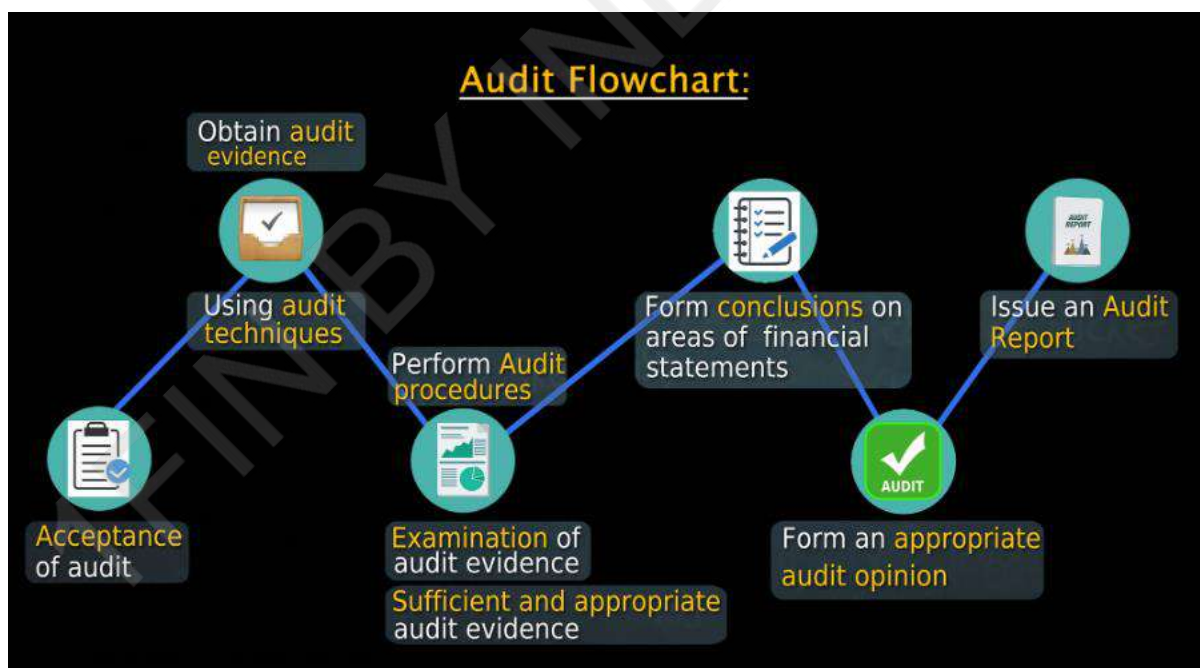 Audit Flowchart:
Obtain audit
evidence
Using audit
techniques
Acceptance
of audit
Perform Audit
procedures
Examination of
audit evidence
Sufficient and appropriate
audit evidence
Form conclusions on
areas of financial
statements
AUDIT
Form an appropriate
audit opinion
AUDIT
REPORT
Issue an Audit
Report